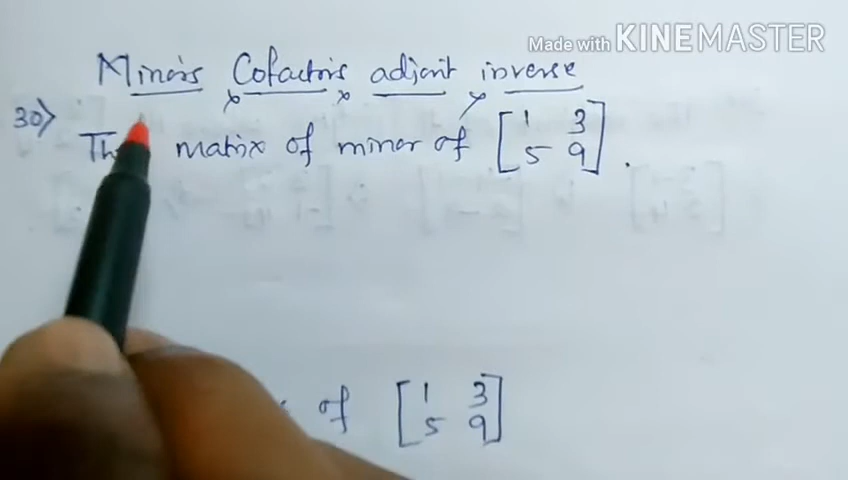 Made with KINEMASTER
Minors Cofactors adjoint inverse
30) matrix of minor of [1 3
5 9].
of [1 3
5 9]